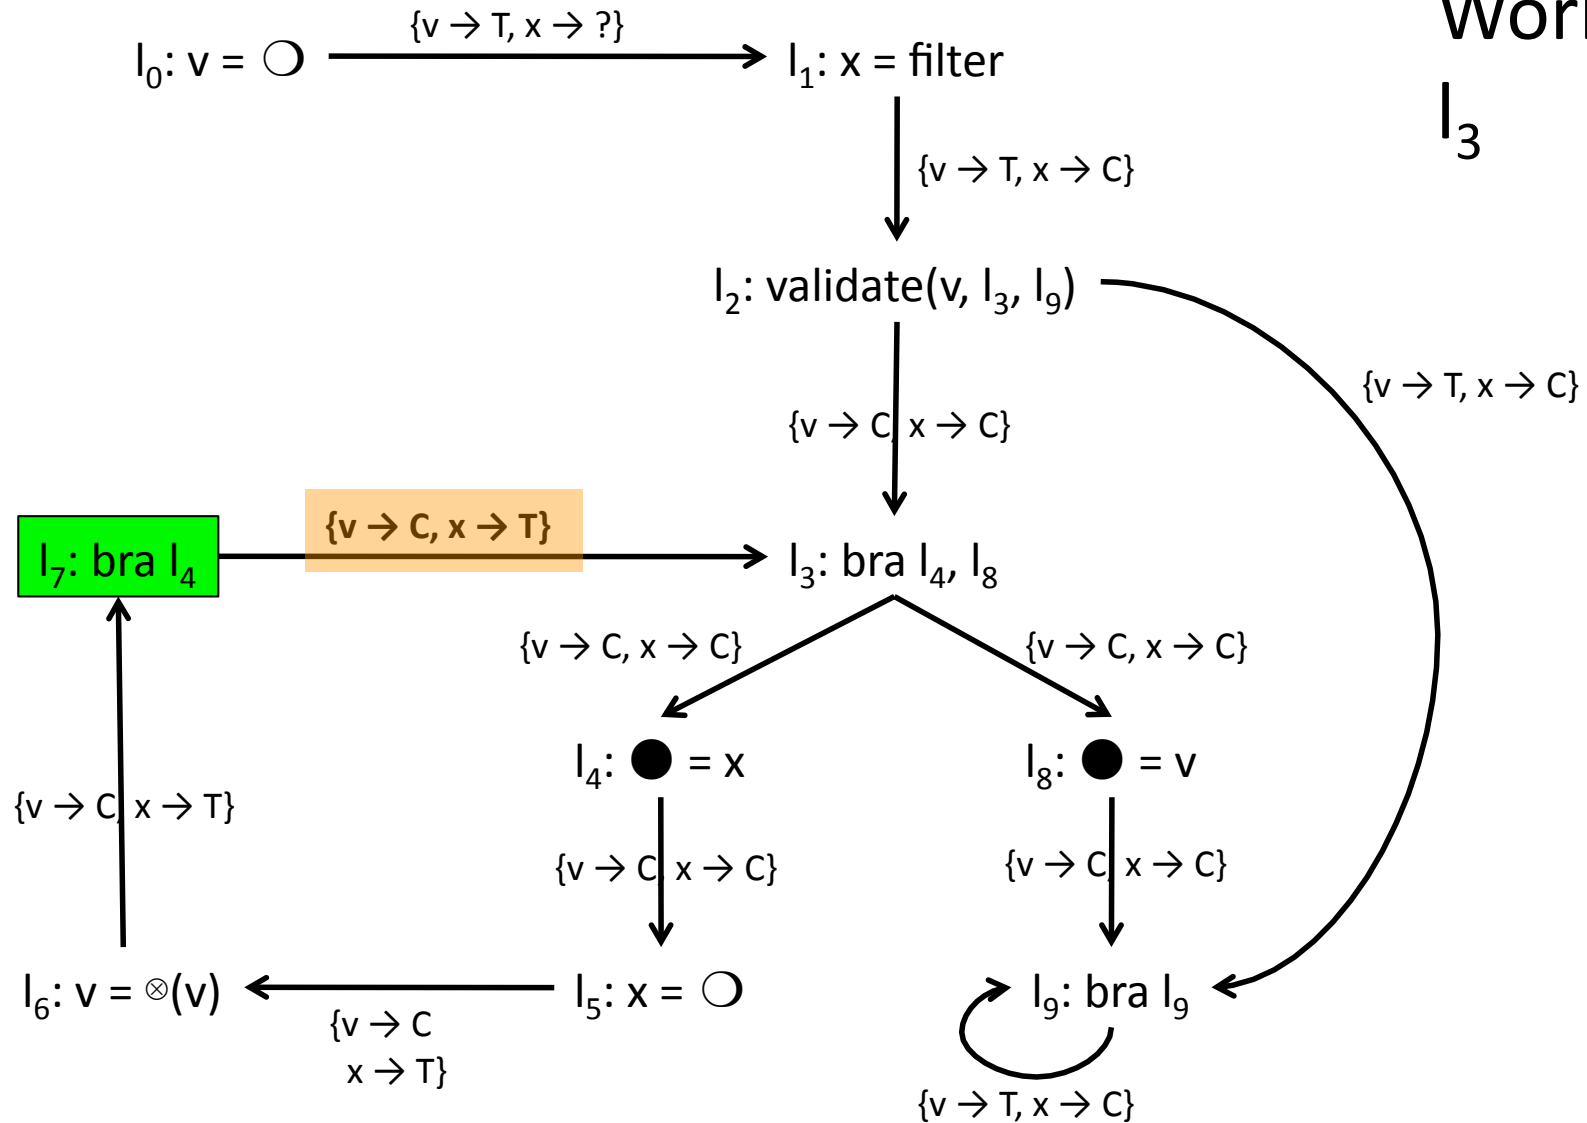 Worl
{v → T, x → ?}
l₀: v = ❍
l₁: x = filter
l₃
{v → T, x → C}
l₂: validate(v, l₃, l₉)
{v → T, x → C}
{v → C, x → C}
{v → C, x → T}
l₇: bra l₄
l₃: bra l₄, l₈
{v → C, x → C}
{v → C, x → C}
l₄: ● = x
l₈: ● = v
{v → C, x → T}
{v → C, x → C}
{v → C, x → C}
l₆: v = ⊗(v)
l₅: x = ❍
l₉: bra l₉
{v → C
x → T}
{v → T, x → C}